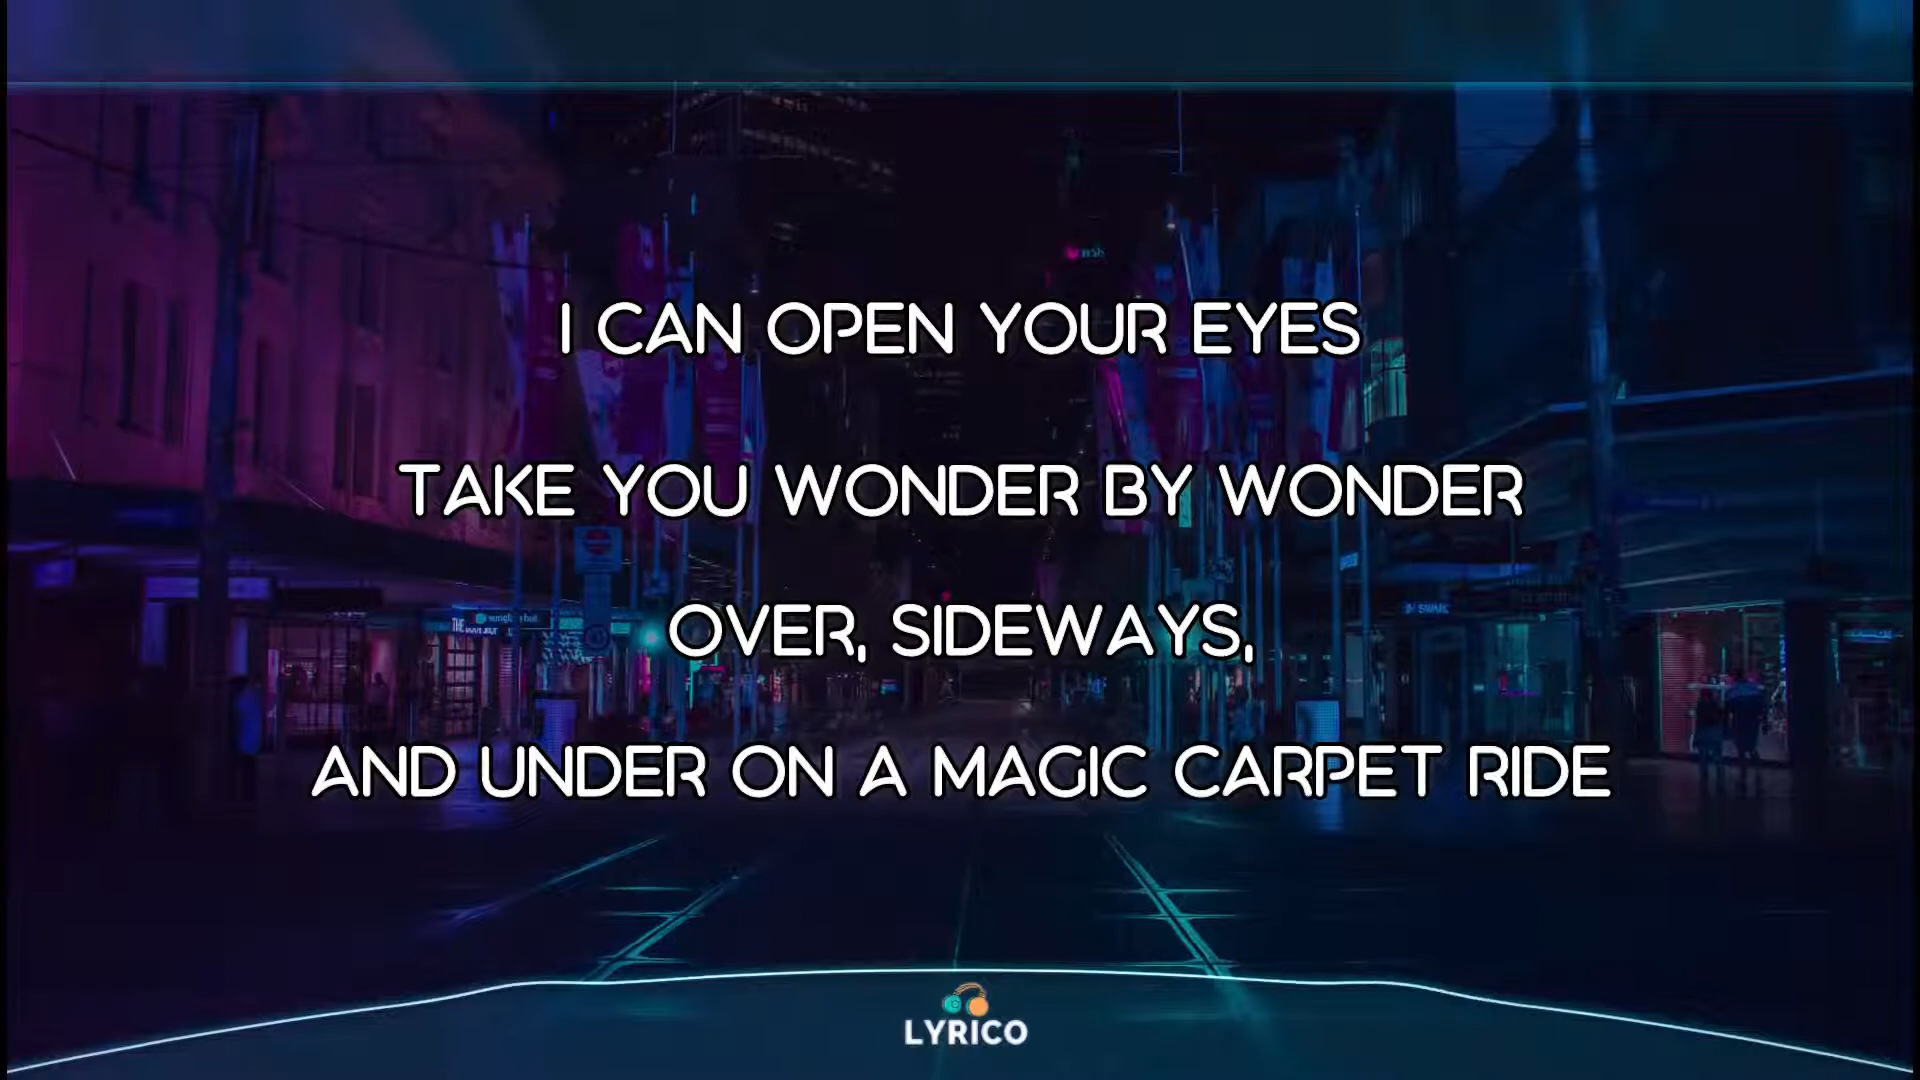 I CAN OPEN YOUR EYES
TAKE YOU WONDER BY WONDER
OVER, SIDEWAYS,
AND UNDER ON A MAGIC CARPET RIDE
LYRICO